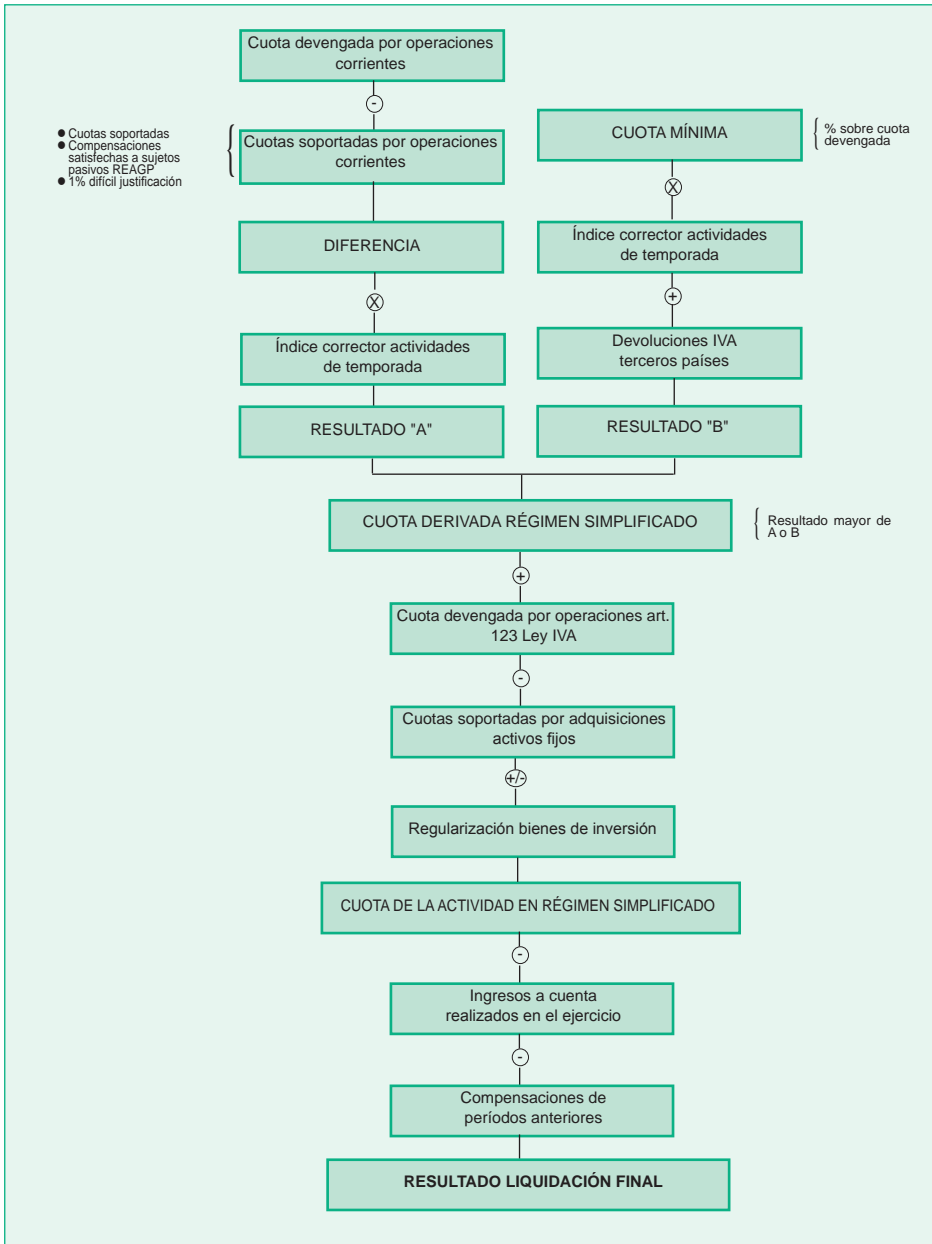 Cuota devengada por operaciones
corrientes
-
● Cuotas soportadas
● Compensaciones
satisfechas a sujetos
pasivos REAGP
● 1% difícil justificación
{
Cuotas soportadas por operaciones
corrientes
DIFERENCIA
X
Índice corrector actividades
de temporada
RESULTADO "A"
CUOTA MÍNIMA
{ % sobre cuota
devengada
X
Índice corrector actividades
de temporada
+
Devoluciones IVA
terceros países
RESULTADO "B"
CUOTA DERIVADA RÉGIMEN SIMPLIFICADO
{ Resultado mayor de
A o B
+
Cuota devengada por operaciones art.
123 Ley IVA
-
Cuotas soportadas por adquisiciones
activos fijos
+/-
Regularización bienes de inversión
CUOTA DE LA ACTIVIDAD EN RÉGIMEN SIMPLIFICADO
-
Ingresos a cuenta
realizados en el ejercicio
-
Compensaciones de
períodos anteriores
RESULTADO LIQUIDACIÓN FINAL